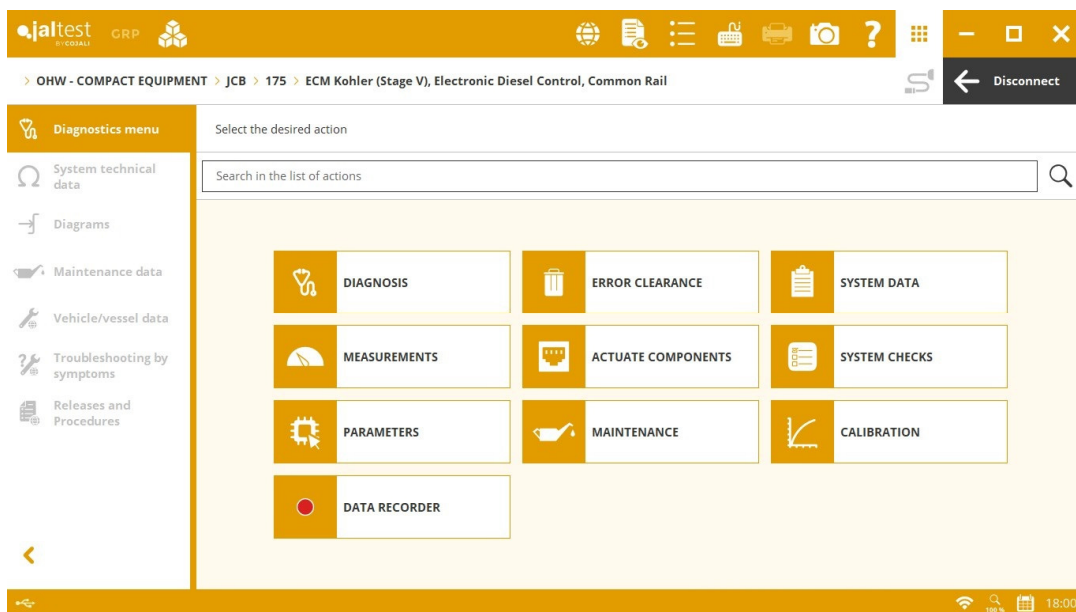 jaltest GRP
BY COJALI
> OHW - COMPACT EQUIPMENT > JCB > 175 > ECM Kohler (Stage V), Electronic Diesel Control, Common Rail
Disconnect
Diagnostics menu
System technical
data
Diagrams
Maintenance data
Vehicle/vessel data
Troubleshooting by
symptoms
Releases and
Procedures
Select the desired action
Search in the list of actions
DIAGNOSIS
ERROR CLEARANCE
SYSTEM DATA
MEASUREMENTS
ACTUATE COMPONENTS
SYSTEM CHECKS
PARAMETERS
MAINTENANCE
CALIBRATION
DATA RECORDER
100 %
18:00